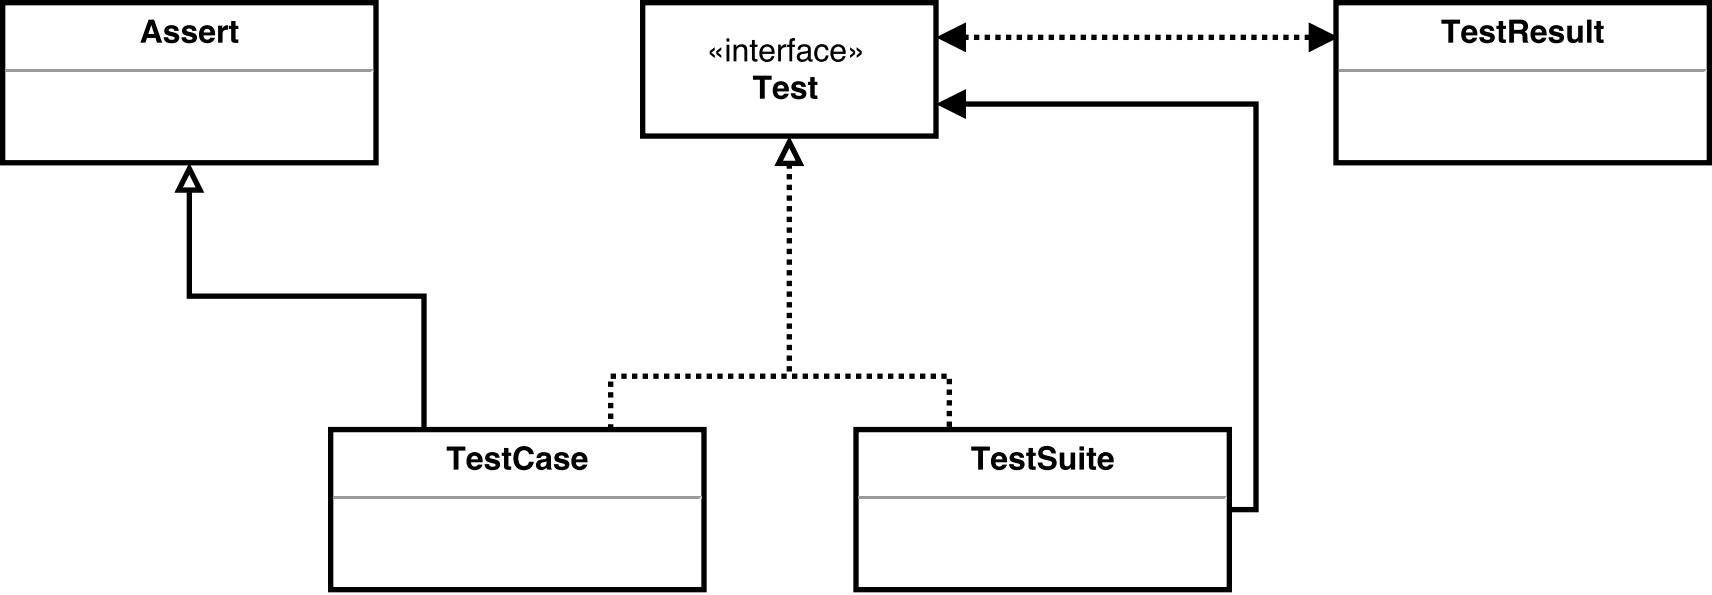 Assert
«interface»
Test
TestResult
TestCase
TestSuite